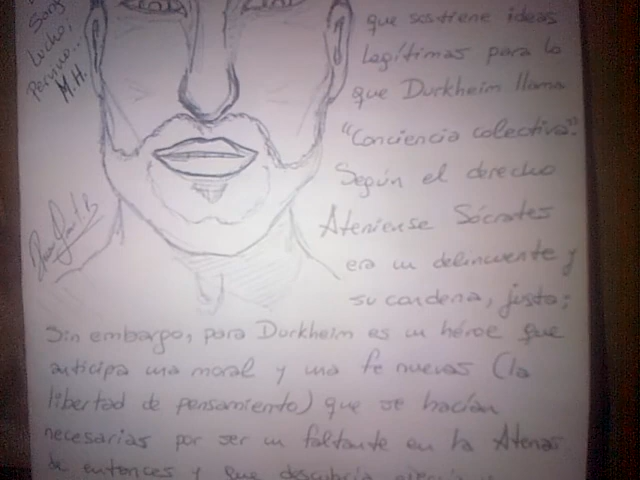 Sang
Lucho,
M.H.
que sostiene ideas
legítimas para lo
que Durkheim llama
"Conciencia colectiva".
Según el derecho
Ateniense Sócrates
era un delincuente y
su condena, justa;
Sin embargo, para Durkheim es un héroe que
anticipa una moral y una fe nuevas (la
libertad de pensamiento) que se hacían
necesarias por ser un faltante en la Atenas
de entonces y que descubría